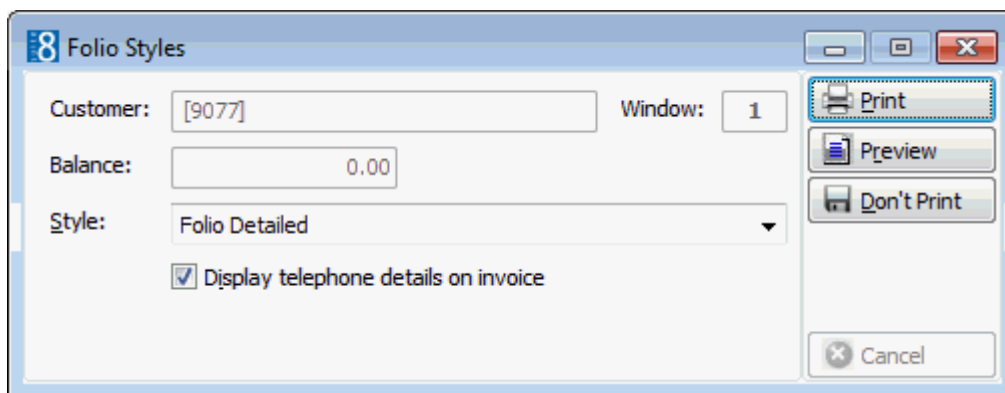 8 Folio Styles
Customer: [9077] Window: 1
Print
Balance: 0.00
Preview
Style: Folio Detailed
Don't Print
Display telephone details on invoice
Cancel